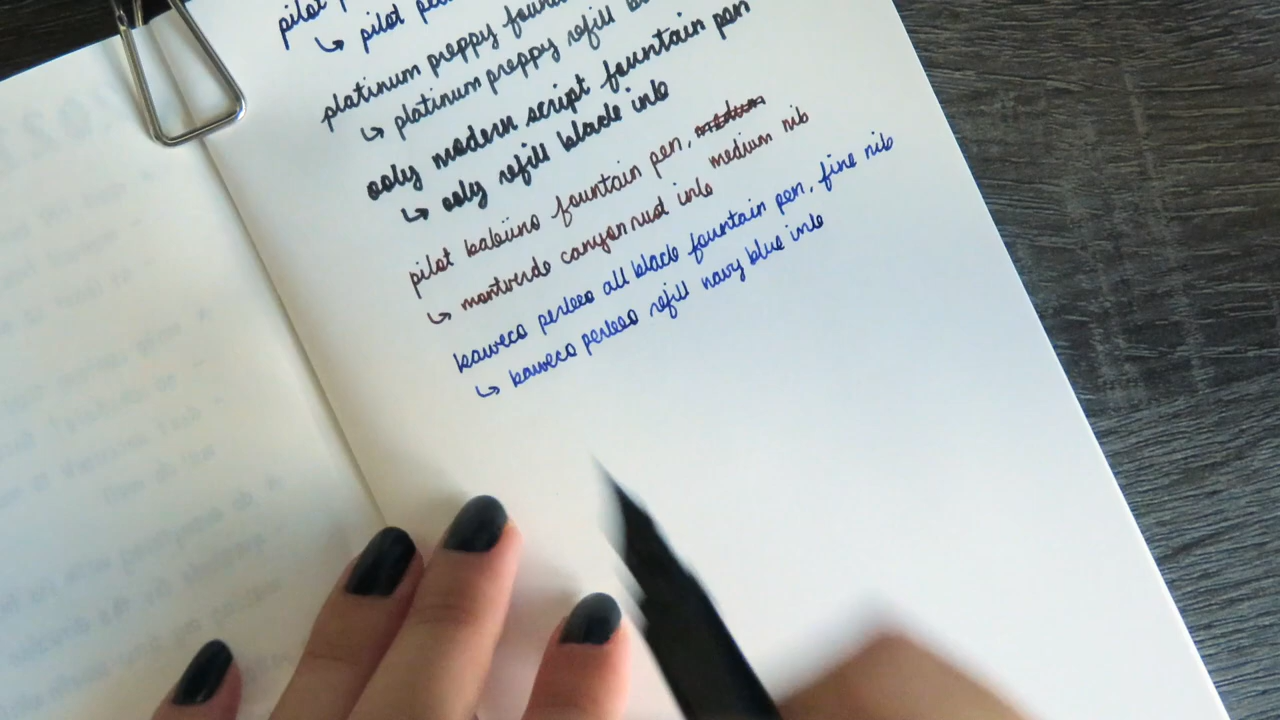 pilot
↳ pilot
platinum preppy
↳ platinum preppy refill
ooly modern script fountain pen
↳ ooly refill black ink
pilot kakuno fountain pen, medium nib
↳ monteverde canyon rust ink
kaweco perkeo all black fountain pen, fine nib
↳ kaweco perkeo refill navy blue ink